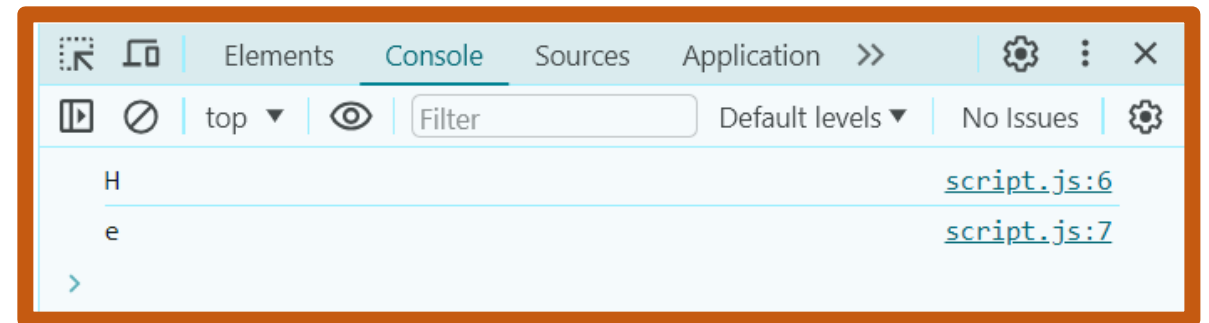 Elements Console Sources Application
top Filter Default levels No Issues
H script.js:6
e script.js:7